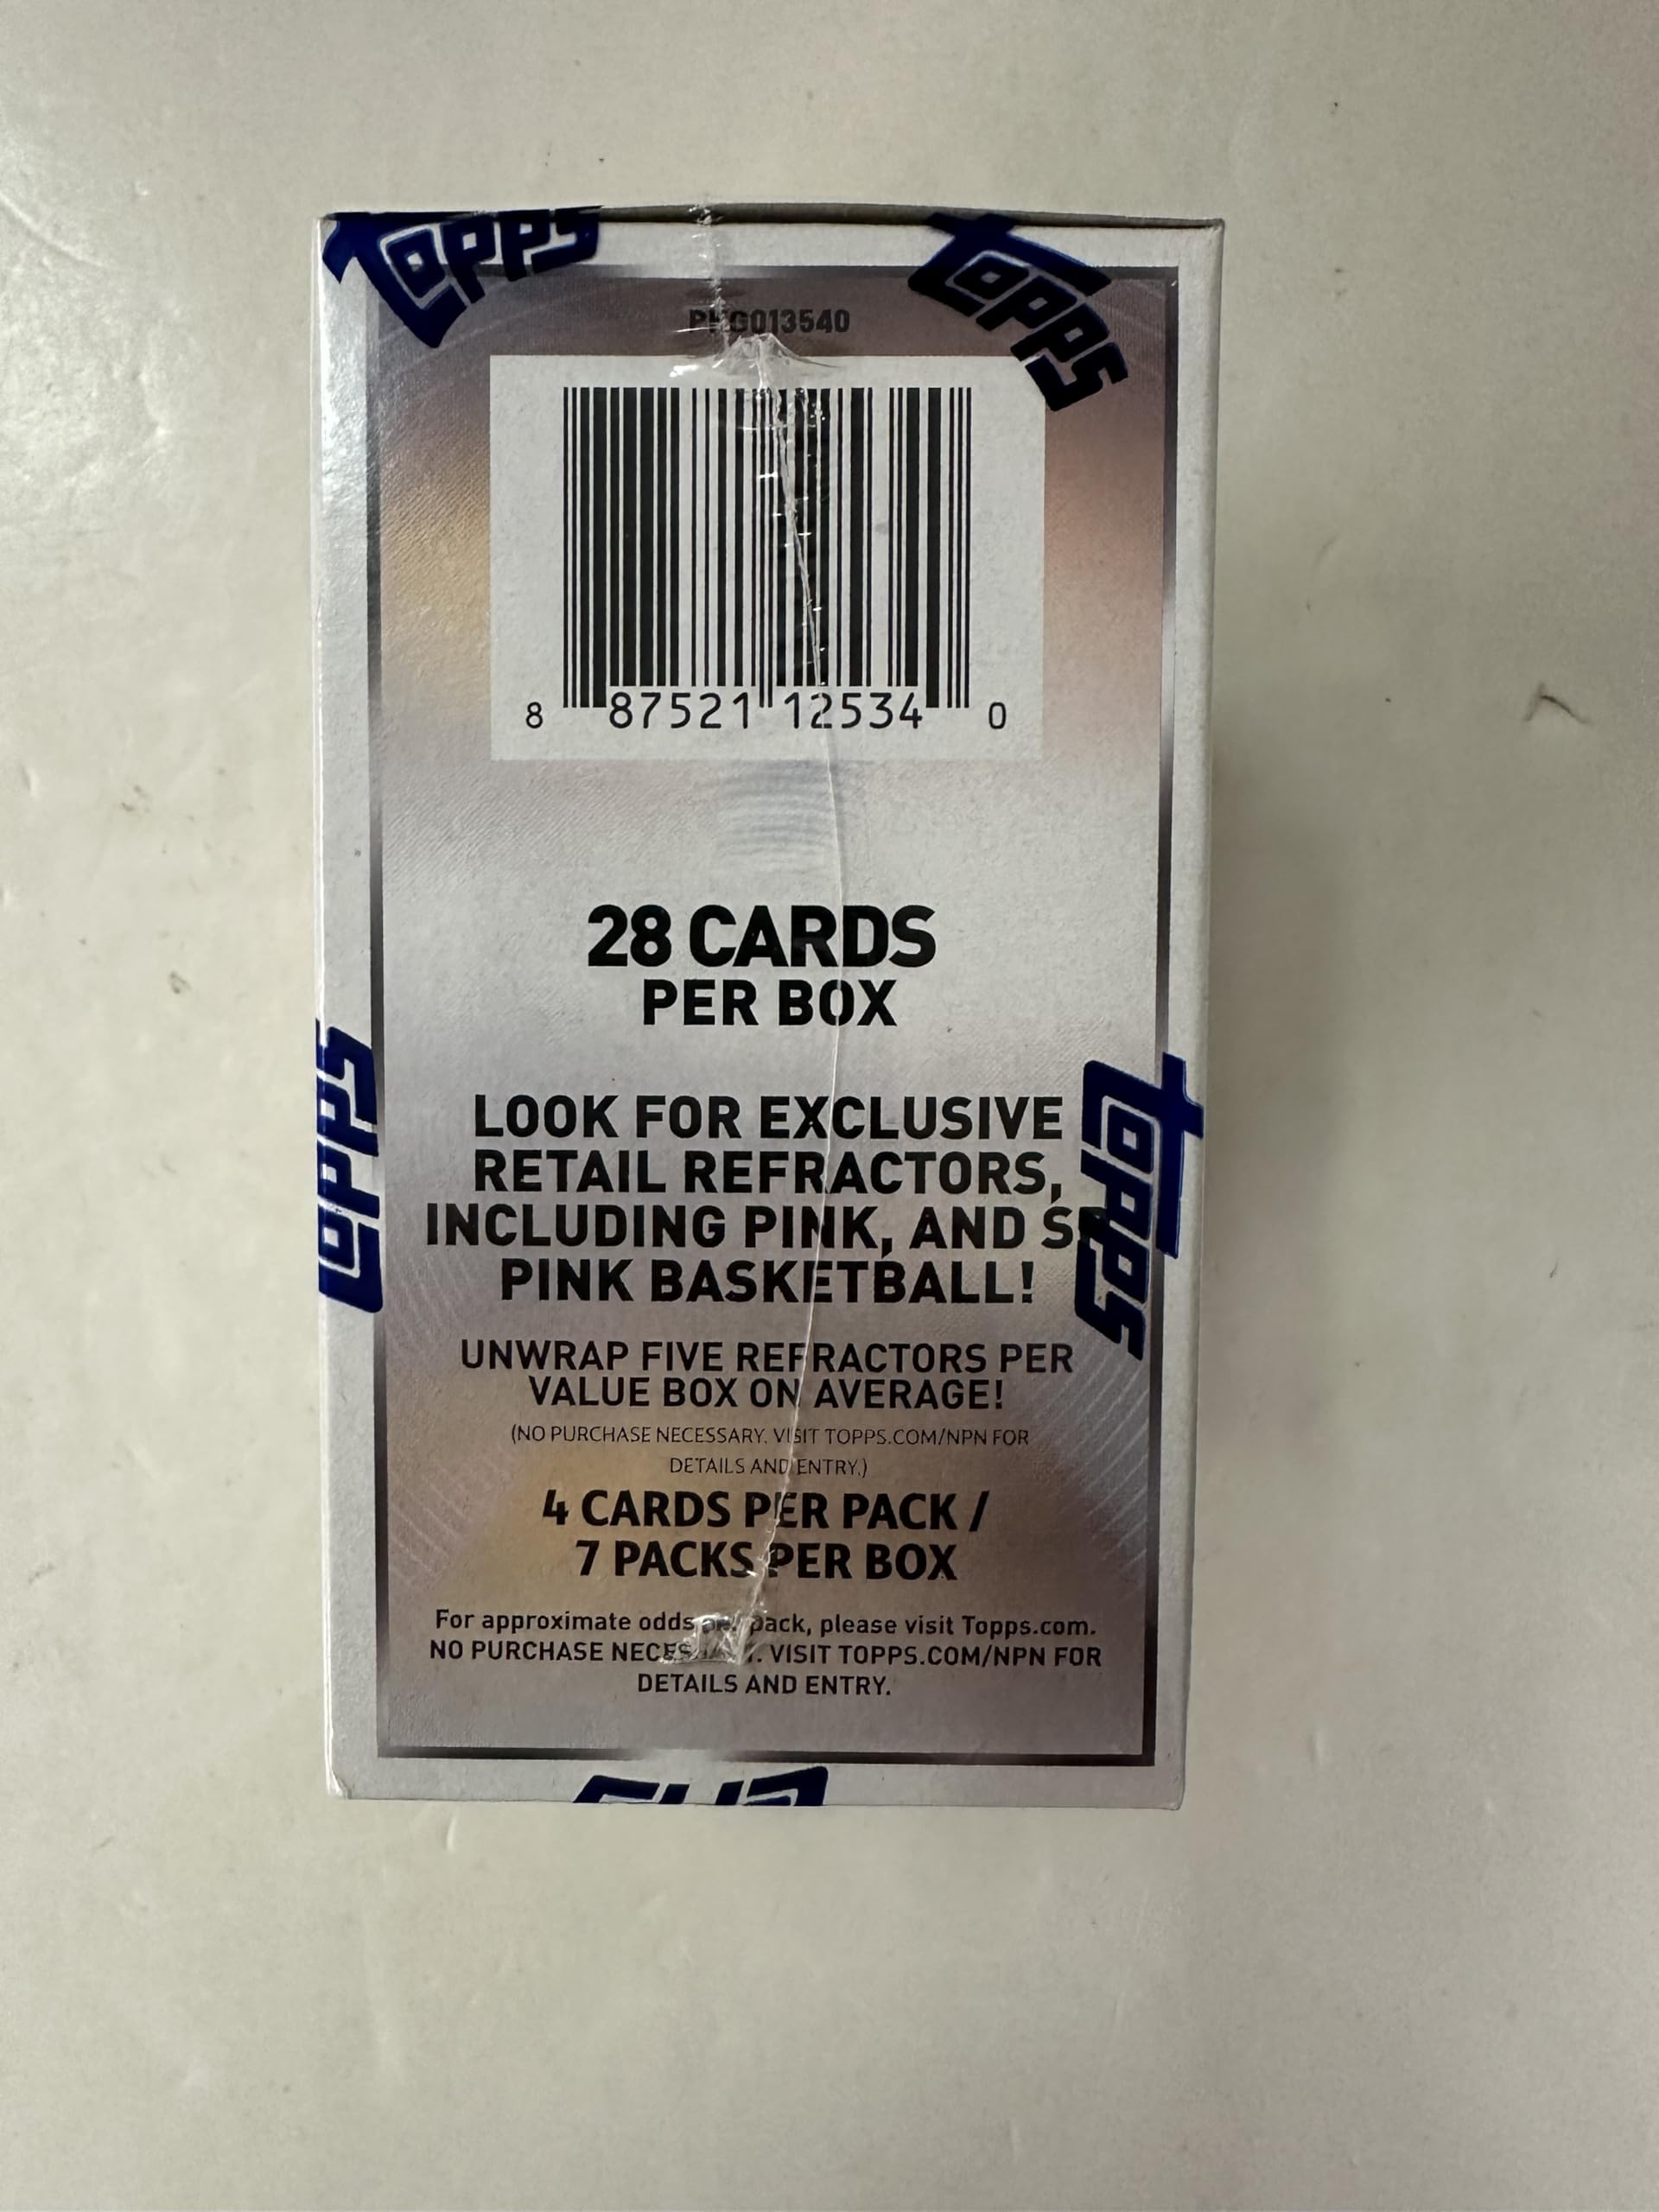 Topps
Topps
PKG013540
8 87521 12534 0
28 CARDS
PER BOX
LOOK FOR EXCLUSIVE
RETAIL REFRACTORS,
INCLUDING PINK, AND
PINK BASKETBALL!
Topps
Topps
UNWRAP FIVE REFRACTORS PER
VALUE BOX ON AVERAGE!
(NO PURCHASE NECESSARY. VISIT TOPPS.COM/NPN FOR
DETAILS AND ENTRY.)
4 CARDS PER PACK /
7 PACKS PER BOX
For approximate odds per pack, please visit Topps.com.
NO PURCHASE NECESSARY. VISIT TOPPS.COM/NPN FOR
DETAILS AND ENTRY.